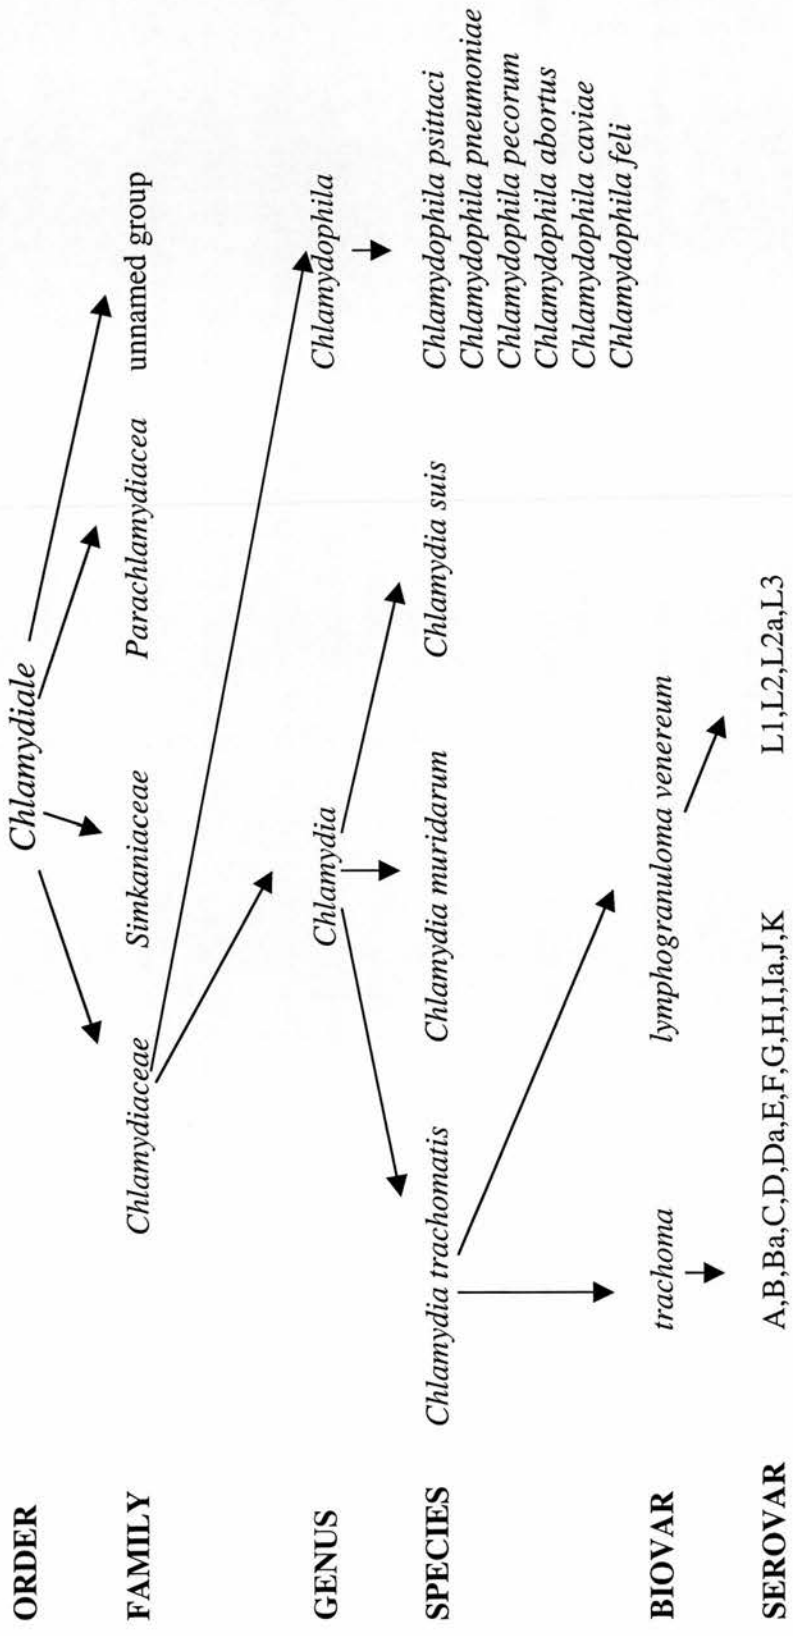 ORDER Chlamydiale
FAMILY Chlamydiaceae Simkaniaceae Parachlamydiacea unnamed group
GENUS Chlamydia Chlamydophila
SPECIES Chlamydia trachomatis Chlamydia muridarum Chlamydia suis Chlamydophila psittaci
Chlamydophila pneumoniae
Chlamydophila pecorum
Chlamydophila abortus
Chlamydophila caviae
Chlamydophila feli
BIOVAR trachoma lymphogranuloma venereum
SEROVAR A,B,Ba,C,D,Da,E,F,G,H,I,Ia,J,K L1,L2,L2a,L3